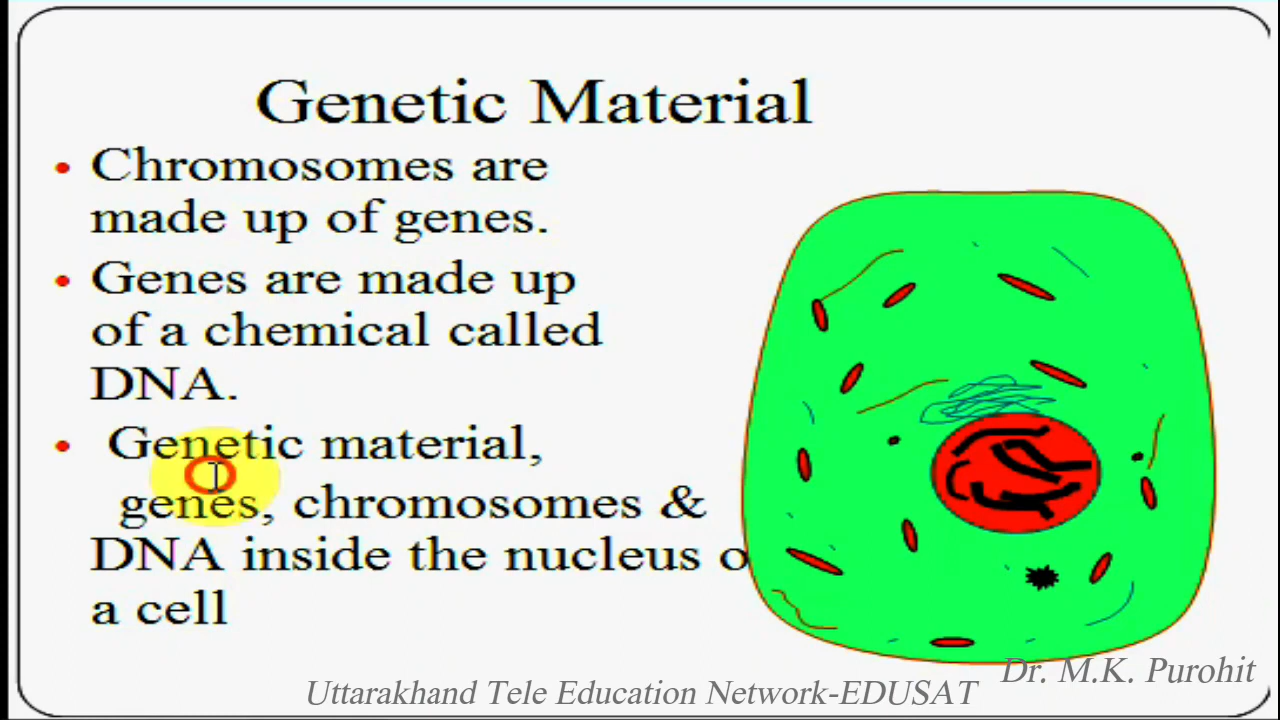 Genetic Material
• Chromosomes are
made up of genes.
• Genes are made up
of a chemical called
DNA.
• Genetic material,
genes, chromosomes &
DNA inside the nucleus o
a cell
Dr. M.K. Purohit
Uttarakhand Tele Education Network-EDUSAT